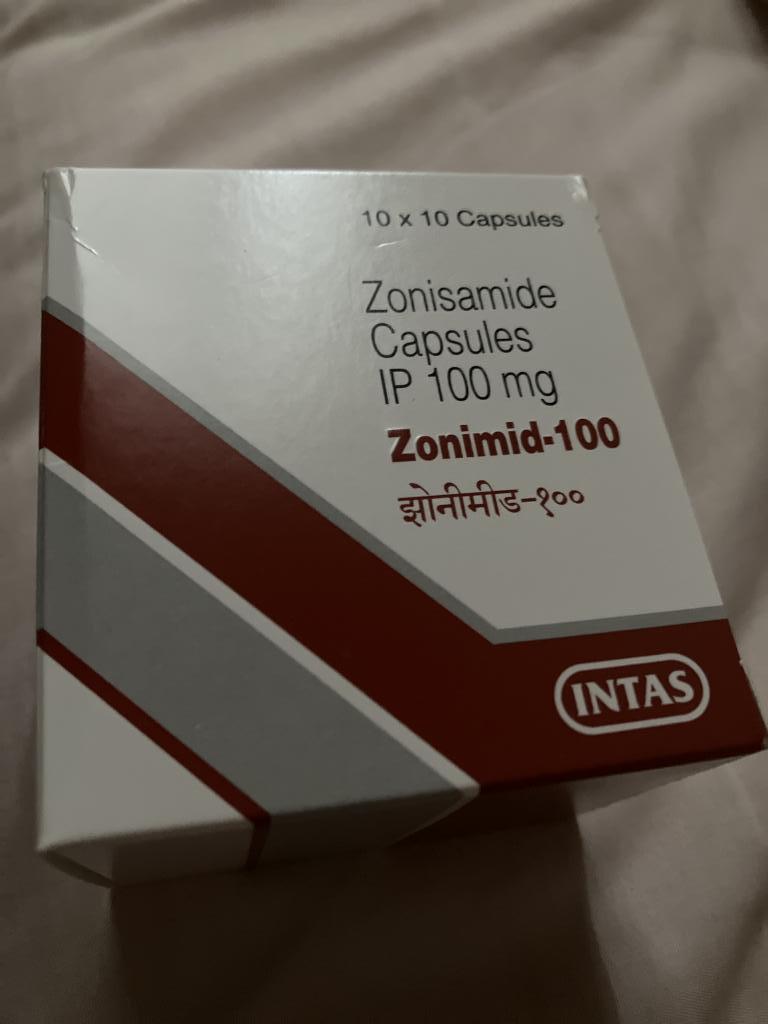 10 x 10 Capsules
Zonisamide
Capsules
IP 100 mg
Zonimid-100
झोनीमीड-१००
INTAS